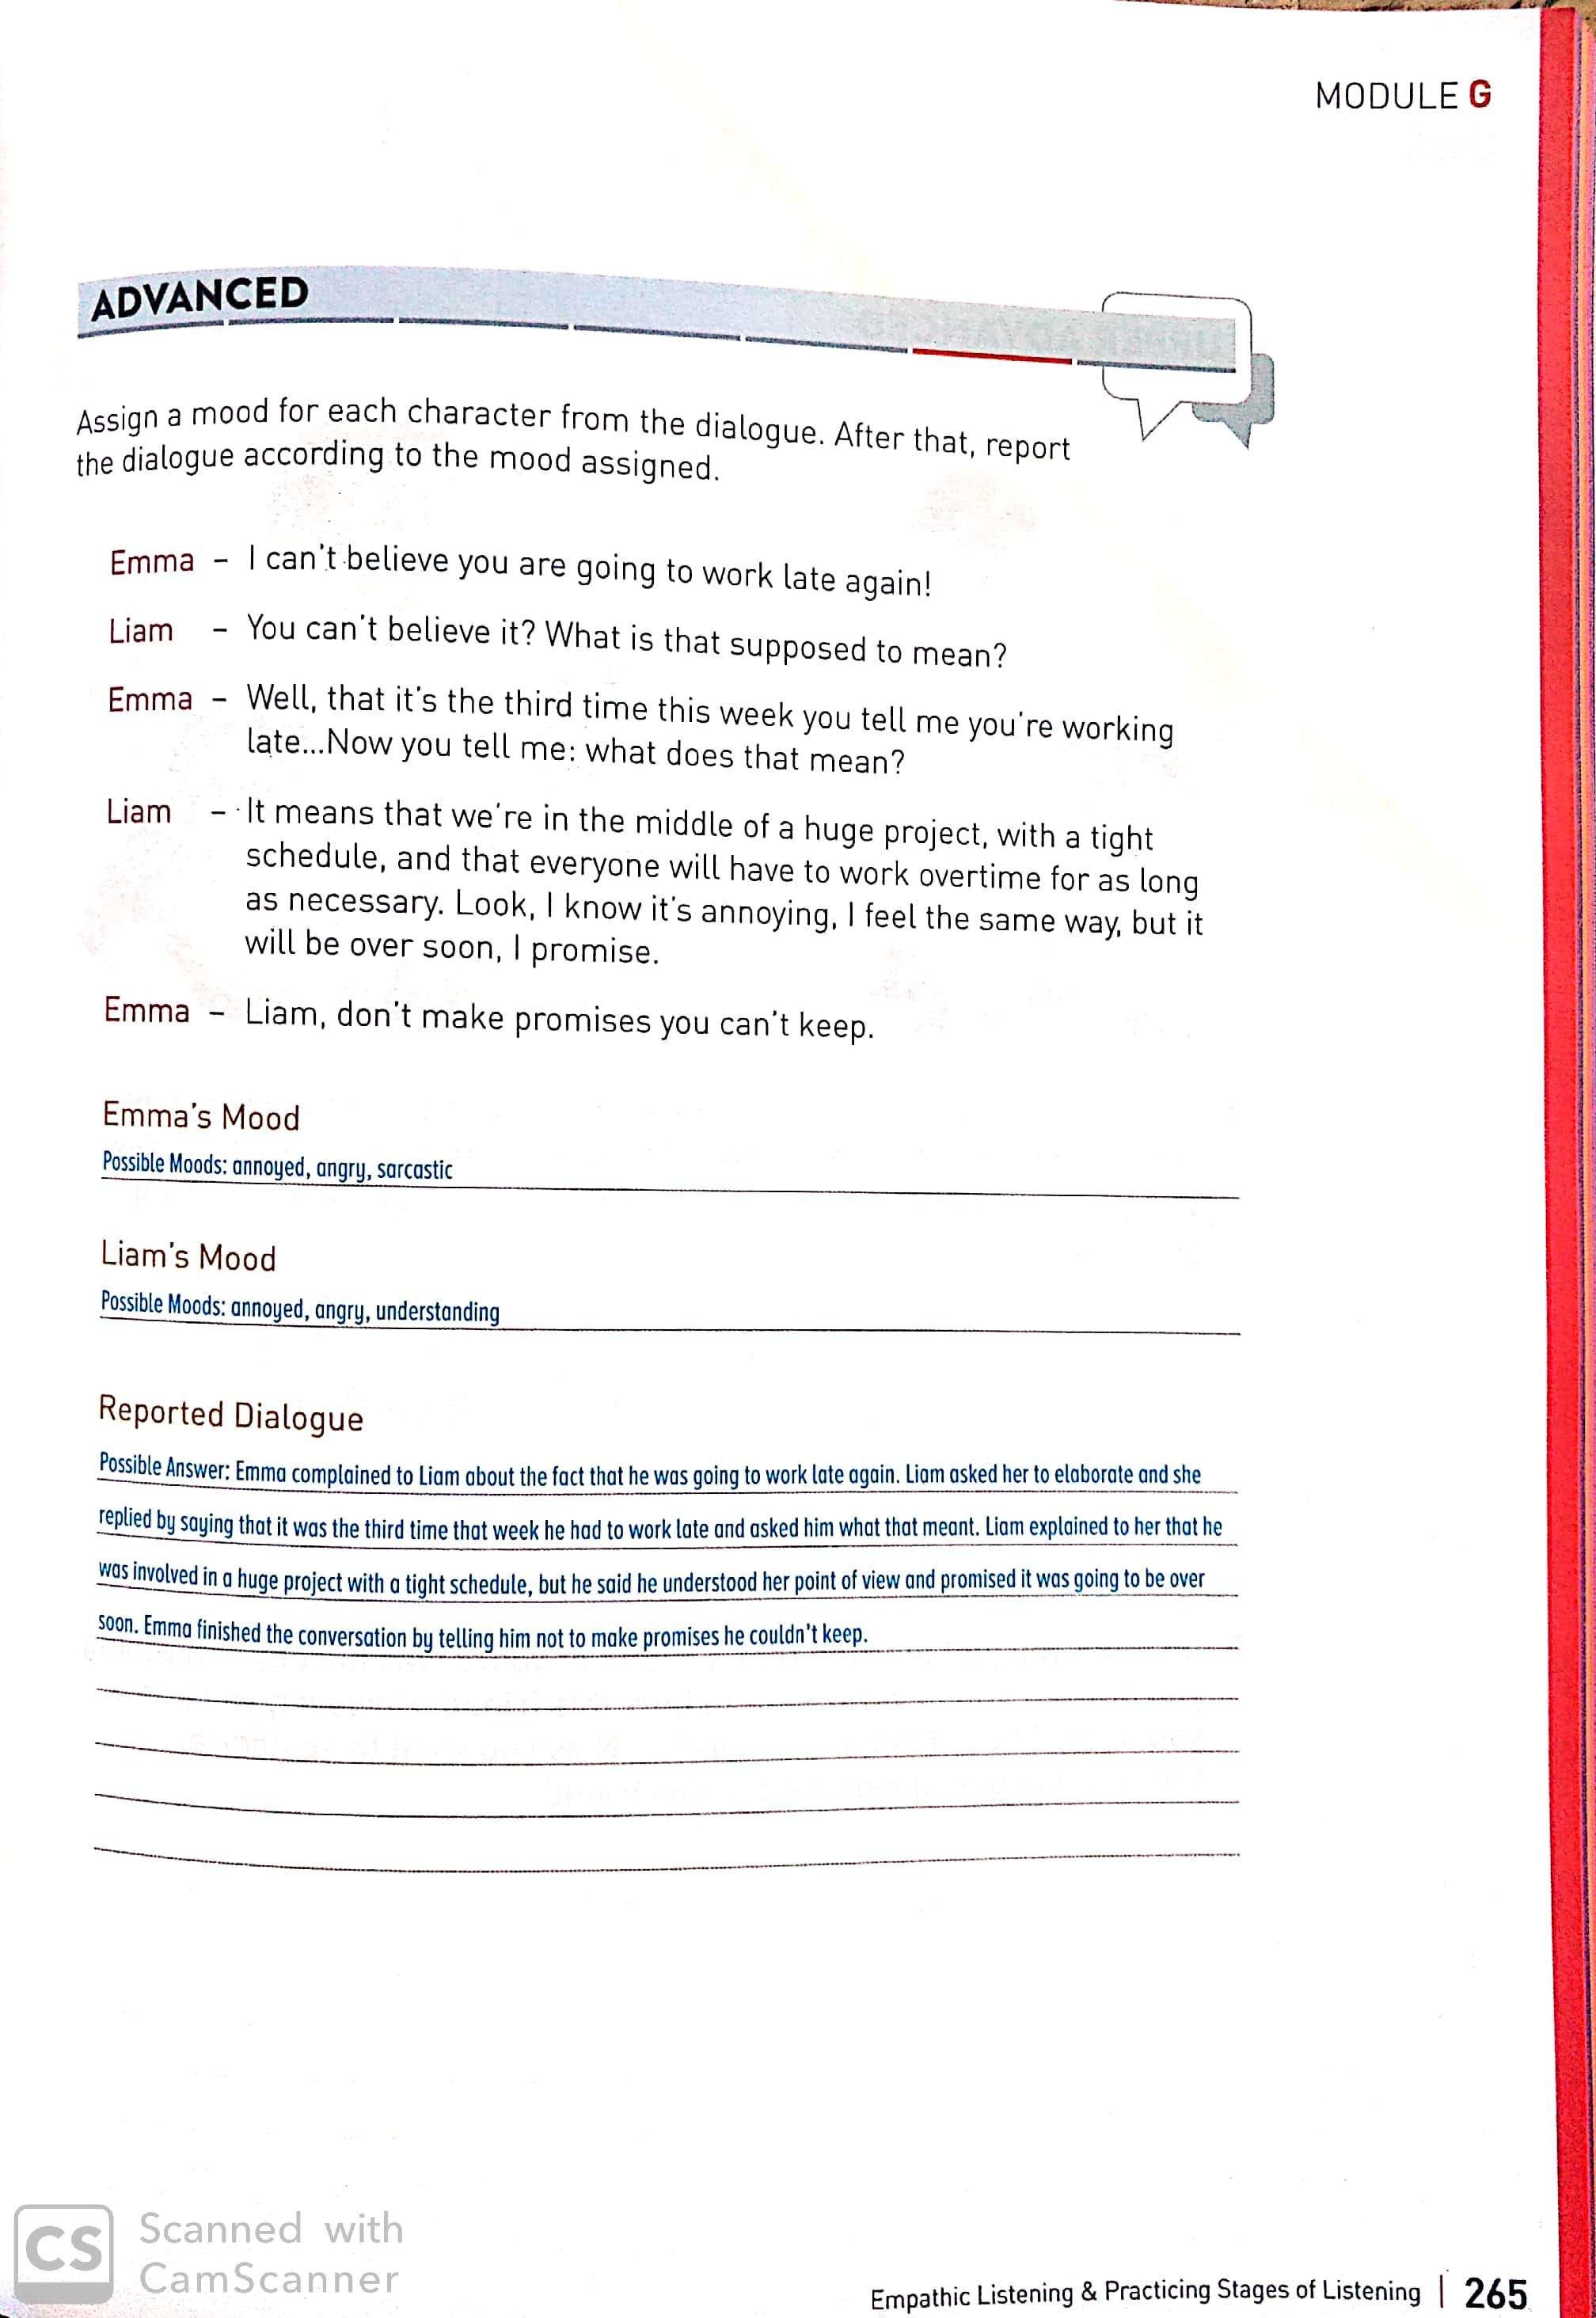 MODULE G
ADVANCED
Assign a mood for each character from the dialogue. After that, report
the dialogue according to the mood assigned.
Emma – I can't believe you are going to work late again!
Liam – You can't believe it? What is that supposed to mean?
Emma – Well, that it's the third time this week you tell me you're working
late...Now you tell me: what does that mean?
Liam – It means that we're in the middle of a huge project, with a tight
schedule, and that everyone will have to work overtime for as long
as necessary. Look, I know it's annoying, I feel the same way, but it
will be over soon, I promise.
Emma – Liam, don't make promises you can't keep.
Emma's Mood
Possible Moods: annoyed, angry, sarcastic
Liam's Mood
Possible Moods: annoyed, angry, understanding
Reported Dialogue
Possible Answer: Emma complained to Liam about the fact that he was going to work late again. Liam asked her to elaborate and she
replied by saying that it was the third time that week he had to work late and asked him what that meant. Liam explained to her that he
was involved in a huge project with a tight schedule, but he said he understood her point of view and promised it was going to be over
soon. Emma finished the conversation by telling him not to make promises he couldn't keep.
CS Scanned with
CamScanner
Empathic Listening & Practicing Stages of Listening | 265